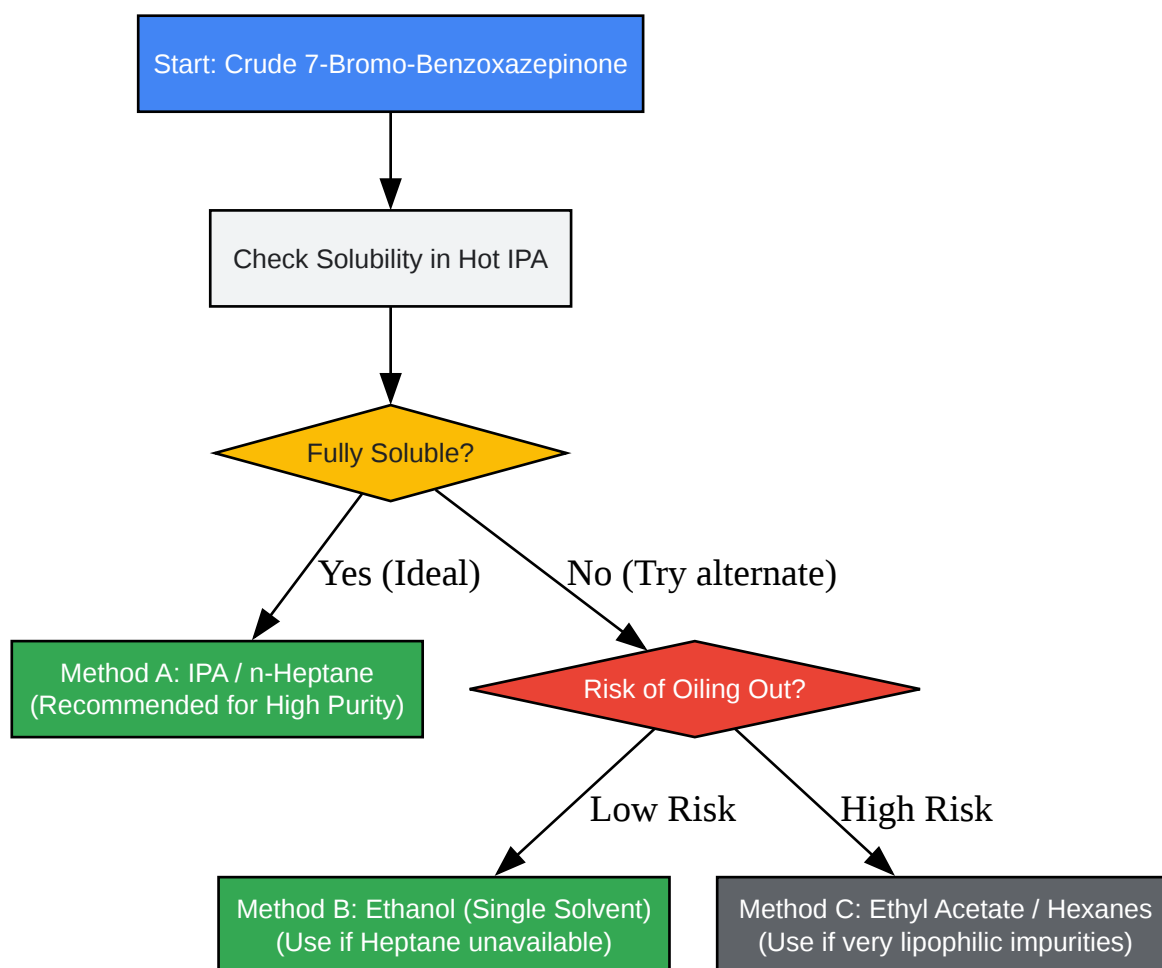 Start: Crude 7-Bromo-Benzoxazepinone
Check Solubility in Hot IPA
Fully Soluble?
Yes (Ideal)
No (Try alternate)
Method A: IPA / n-Heptane
(Recommended for High Purity)
Risk of Oiling Out?
Low Risk
High Risk
Method B: Ethanol (Single Solvent)
(Use if Heptane unavailable)
Method C: Ethyl Acetate / Hexanes
(Use if very lipophilic impurities)